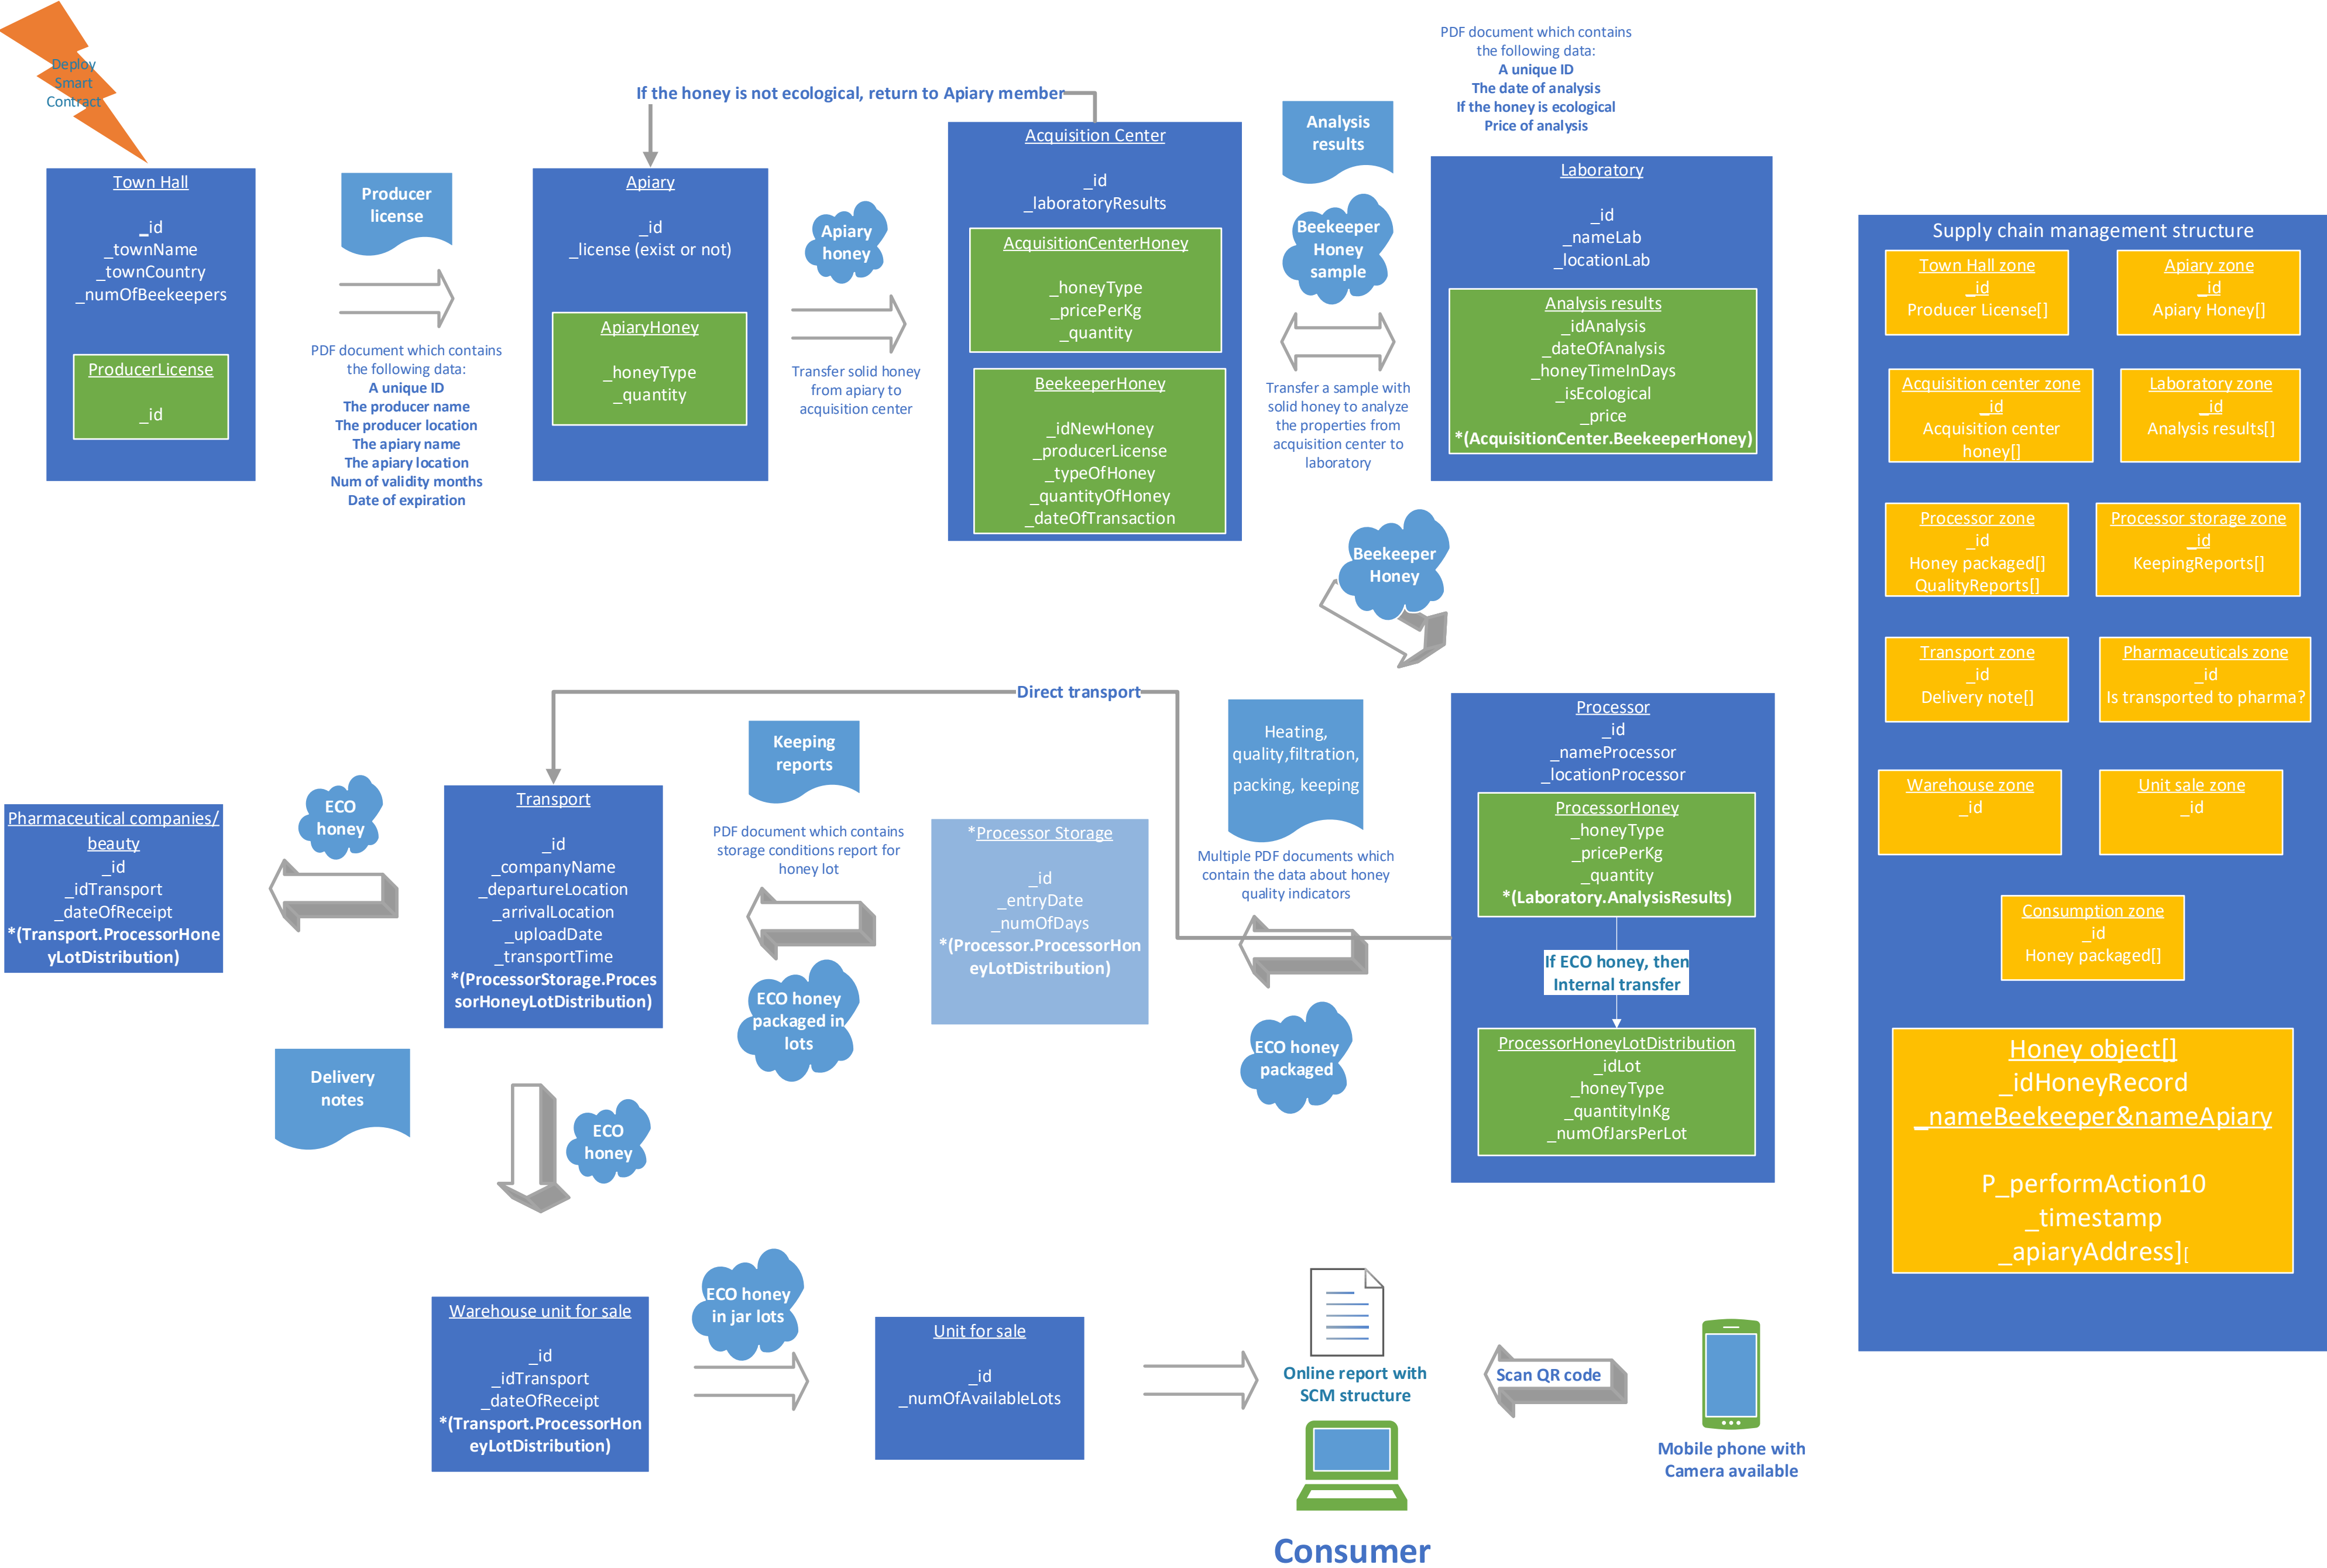 Deploy
Smart
Contract
Town Hall
_id
_townName
_townCountry
_numOfBeekeepers
ProducerLicense
_id
Producer
license
PDF document which contains
the following data:
A unique ID
The producer name
The producer location
The apiary name
The apiary location
Num of validity months
Date of expiration
If the honey is not ecological, return to Apiary member
Apiary
_id
_license (exist or not)
ApiaryHoney
_honeyType
_quantity
Apiary
honey
Transfer solid honey
from apiary to
acquisition center
Acquisition Center
_id
_laboratoryResults
AcquisitionCenterHoney
_honeyType
_pricePerKg
_quantity
BeekeeperHoney
_idNewHoney
_producerLicense
_typeOfHoney
_quantityOfHoney
_dateOfTransaction
Analysis
results
Beekeeper
Honey
sample
Transfer a sample with
solid honey to analyze
the properties from
acquisition center to
laboratory
PDF document which contains
the following data:
A unique ID
The date of analysis
If the honey is ecological
Price of analysis
Laboratory
_id
_nameLab
_locationLab
Analysis results
_idAnalysis
_dateOfAnalysis
_honeyTimeInDays
_isEcological
_price
*(AcquisitionCenter.BeekeeperHoney)
Beekeeper
Honey
Processor
_id
_nameProcessor
_locationProcessor
ProcessorHoney
_honeyType
_pricePerKg
_quantity
*(Laboratory.AnalysisResults)
If ECO honey, then
Internal transfer
ProcessorHoneyLotDistribution
_idLot
_honeyType
_quantityInKg
_numOfJarsPerLot
Direct transport
Heating,
quality,filtration,
packing, keeping
Multiple PDF documents which
contain the data about honey
quality indicators
ECO honey
packaged
*Processor Storage
_id
_entryDate
_numOfDays
*(Processor.ProcessorHon
eyLotDistribution)
Keeping
reports
PDF document which contains
storage conditions report for
honey lot
ECO honey
packaged in
lots
Transport
_id
_companyName
_departureLocation
_arrivalLocation
_uploadDate
_transportTime
*(ProcessorStorage.Proces
sorHoneyLotDistribution)
ECO
honey
Pharmaceutical companies/
beauty
_id
_idTransport
_dateOfReceipt
*(Transport.ProcessorHone
yLotDistribution)
Delivery
notes
ECO
honey
Warehouse unit for sale
_id
_idTransport
_dateOfReceipt
*(Transport.ProcessorHon
eyLotDistribution)
ECO honey
in jar lots
Unit for sale
_id
_numOfAvailableLots
Online report with
SCM structure
Consumer
Scan QR code
Mobile phone with
Camera available
Supply chain management structure
Town Hall zone
_id
Producer License[]
Apiary zone
_id
Apiary Honey[]
Acquisition center zone
_id
Acquisition center
honey[]
Laboratory zone
_id
Analysis results[]
Processor zone
_id
Honey packaged[]
QualityReports[]
Processor storage zone
_id
KeepingReports[]
Transport zone
_id
Delivery note[]
Pharmaceuticals zone
_id
Is transported to pharma?
Warehouse zone
_id
Unit sale zone
_id
Consumption zone
_id
Honey packaged[]
Honey object[]
_idHoneyRecord
_nameBeekeeper&nameApiary
P_performAction10
_timestamp
_apiaryAddress][